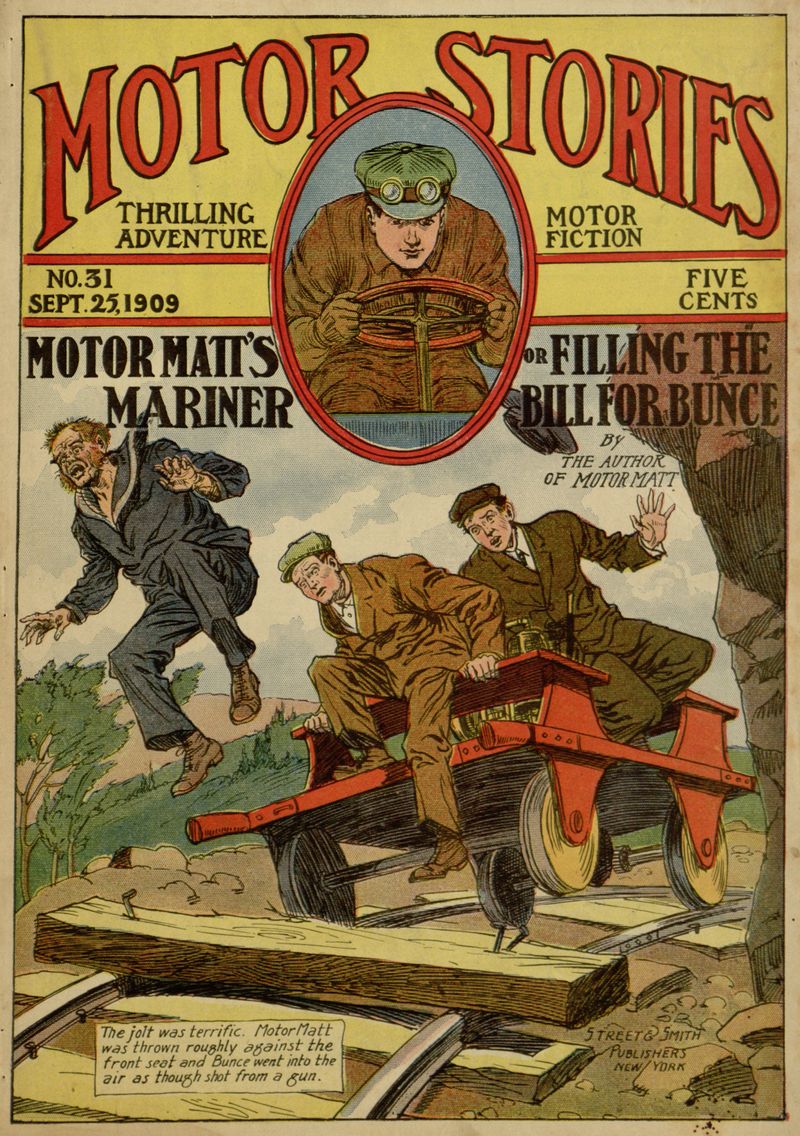 MOTOR STORIES
THRILLING
ADVENTURE
MOTOR
FICTION
NO. 31
SEPT. 25, 1909
FIVE
CENTS
MOTOR MATT'S
MARINER
OR FILLING THE
BILL FOR BUNCE
BY
THE AUTHOR
OF MOTOR MATT
The jolt was terrific. Motor Matt
was thrown roughly against the
front seat and Bunce went into the
air as though shot from a gun.
STREET & SMITH
PUBLISHERS
NEW YORK